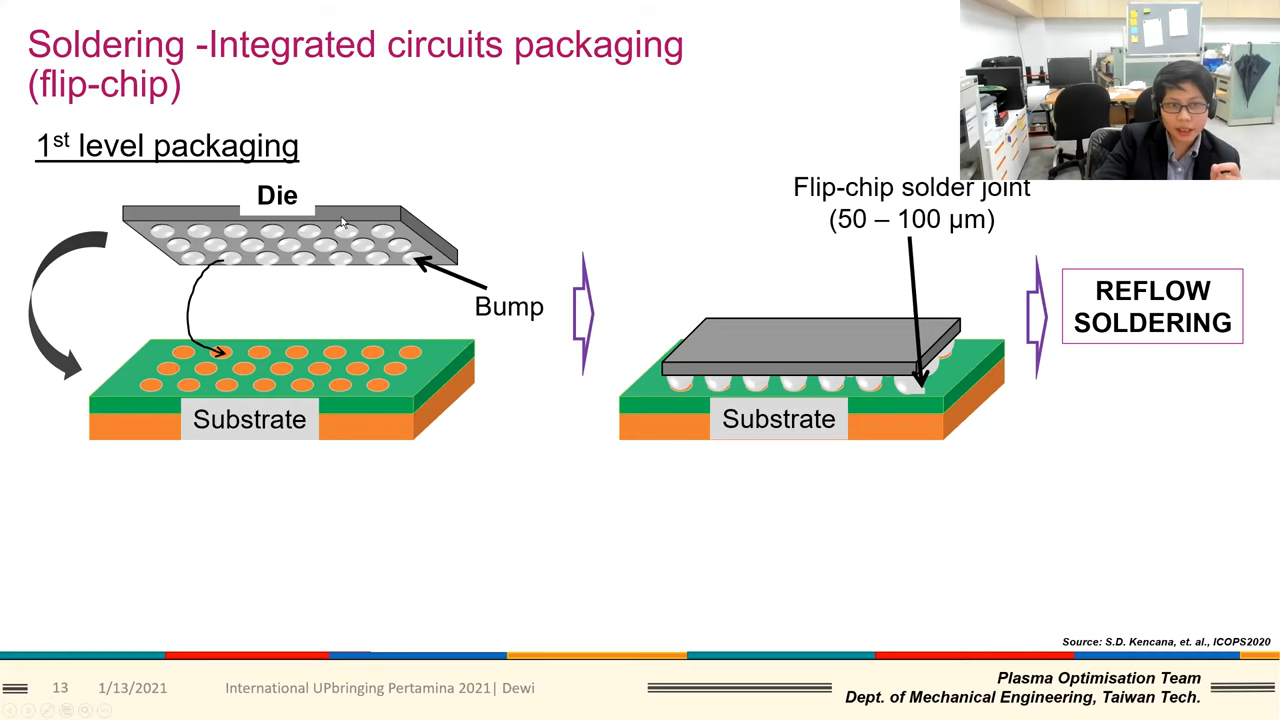 Soldering -Integrated circuits packaging
(flip-chip)
1st level packaging
Die
Bump
Substrate
Flip-chip solder joint
(50 – 100 µm)
Substrate
REFLOW
SOLDERING
Source: S.D. Kencana, et. al., ICOPS2020
13
1/13/2021
International UPbringing Pertamina 2021| Dewi
Plasma Optimisation Team
Dept. of Mechanical Engineering, Taiwan Tech.